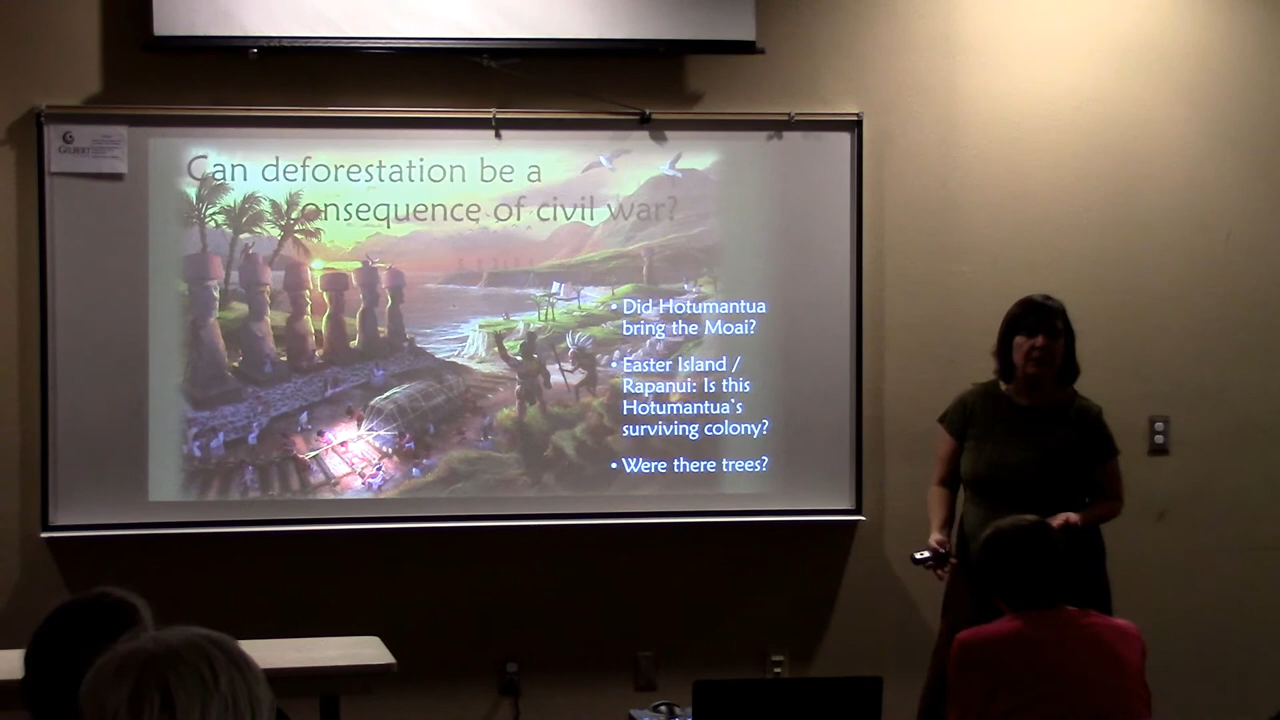 GILBERT
Can deforestation be a
consequence of civil war?
• Did Hotumantua
bring the Moai?
• Easter Island /
Rapanui: Is this
Hotumantua's
surviving colony?
• Were there trees?